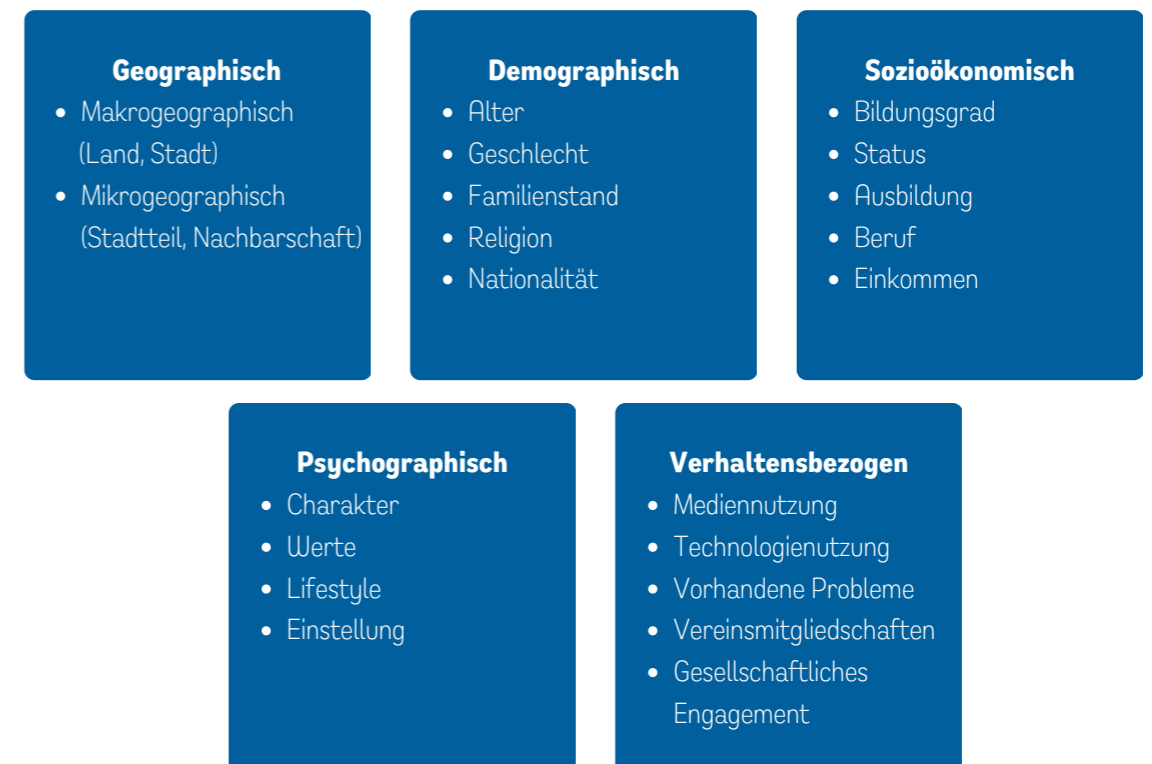 Geographisch
• Makrogeographisch
(Land, Stadt)
• Mikrogeographisch
(Stadtteil, Nachbarschaft)
Demographisch
• Alter
• Geschlecht
• Familienstand
• Religion
• Nationalität
Sozioökonomisch
• Bildungsgrad
• Status
• Ausbildung
• Beruf
• Einkommen
Psychographisch
• Charakter
• Werte
• Lifestyle
• Einstellung
Verhaltensbezogen
• Mediennutzung
• Technologienutzung
• Vorhandene Probleme
• Vereinsmitgliedschaften
• Gesellschaftliches
Engagement